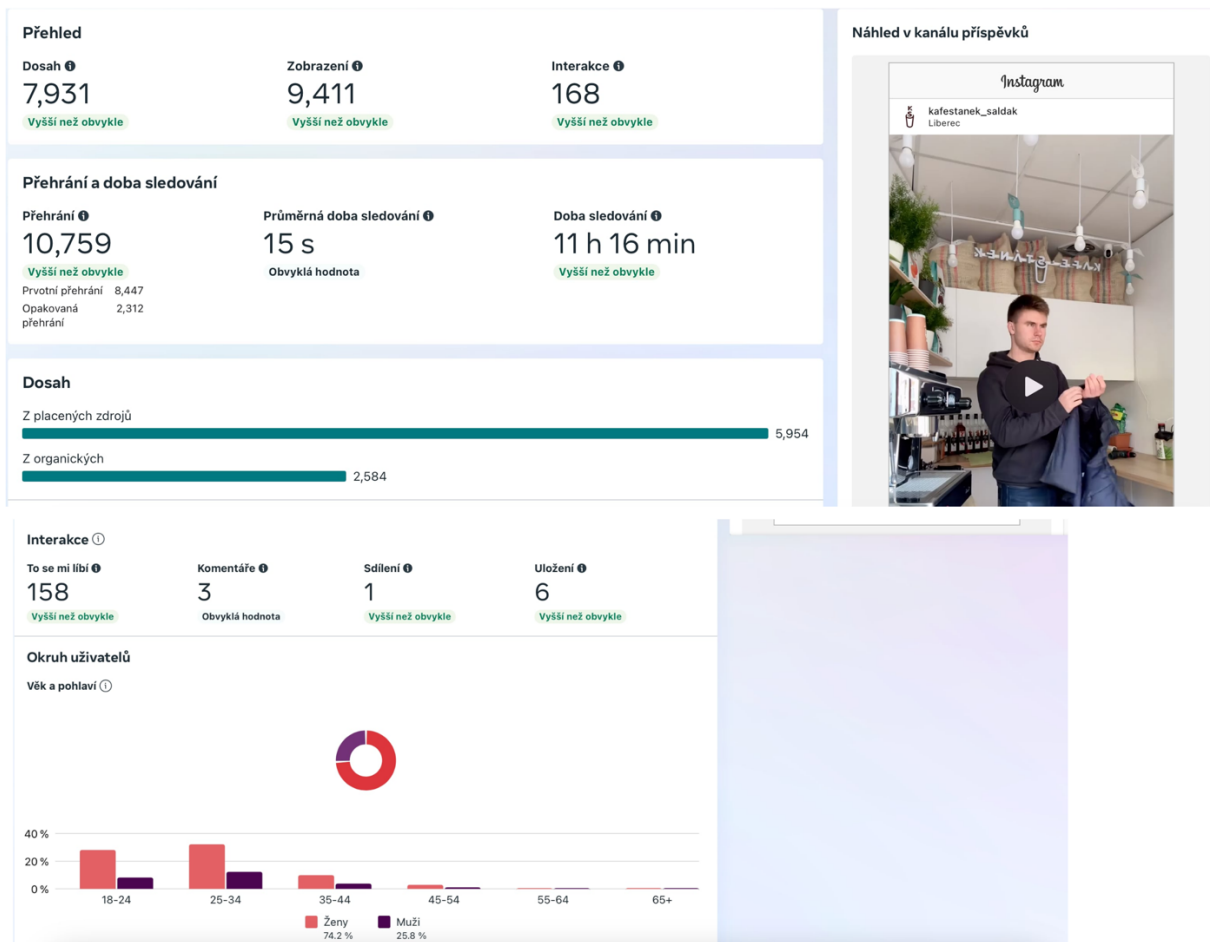 Přehled
Dosah
7,931
Vyšší než obvykle
Zobrazení
9,411
Vyšší než obvykle
Interakce
168
Vyšší než obvykle
Přehrání a doba sledování
Přehrání
10,759
Vyšší než obvykle
Prvotní přehrání 8,447
Opakovaná 2,312
přehrání
Průměrná doba sledování
15 s
Obvyklá hodnota
Doba sledování
11 h 16 min
Vyšší než obvykle
Dosah
Z placených zdrojů
5,954
Z organických
2,584
Náhled v kanálu příspěvků
Instagram
kafestanek_saldak
Liberec
KAFE-STÁNEK
Interakce
To se mi líbí
158
Vyšší než obvykle
Komentáře
3
Obvyklá hodnota
Sdílení
1
Vyšší než obvykle
Uložení
6
Vyšší než obvykle
Okruh uživatelů
Věk a pohlaví
40 %
20 %
0 %
18-24 25-34 35-44 45-54 55-64 65+
Ženy
74.2 %
Muži
25.8 %